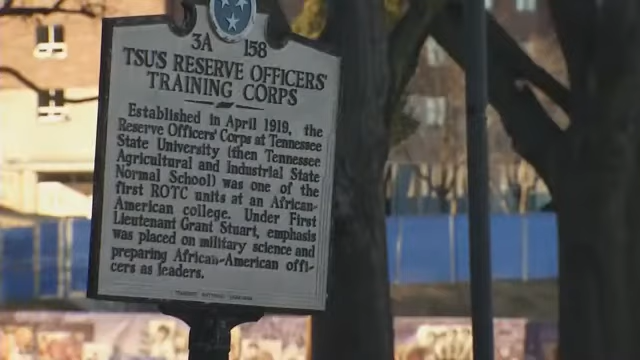 3A 158
TSU'S RESERVE OFFICERS'
TRAINING CORPS
Established in April 1919, the
Reserve Officers' Corps at Tennessee
State University (then Tennessee
Agricultural and Industrial State
Normal School) was one of the
first ROTC units at an African-
American college. Under First
Lieutenant Grant Stuart, emphasis
was placed on military science and
preparing African-American offi-
cers as leaders.